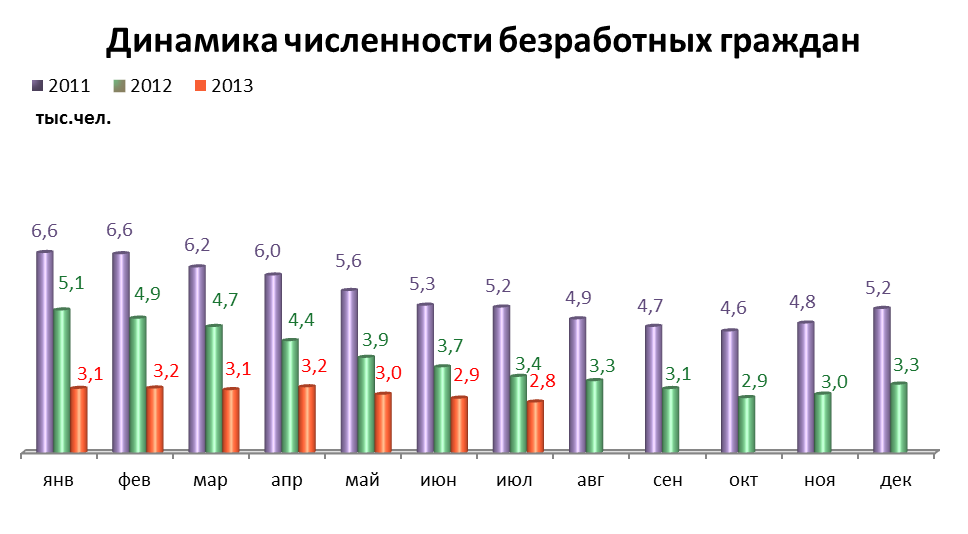 Динамика численности безработных граждан
2011 2012 2013
тыс.чел.
6,6 6,6 6,2 6,0 5,6 5,3 5,2 4,9 4,7 4,6 4,8 5,2
5,1 4,9 4,7 4,4 3,9 3,7 3,4 3,3 3,1 2,9 3,0 3,3
3,1 3,2 3,1 3,2 3,0 2,9 2,8
янв фев мар апр май июн июл авг сен окт ноя дек